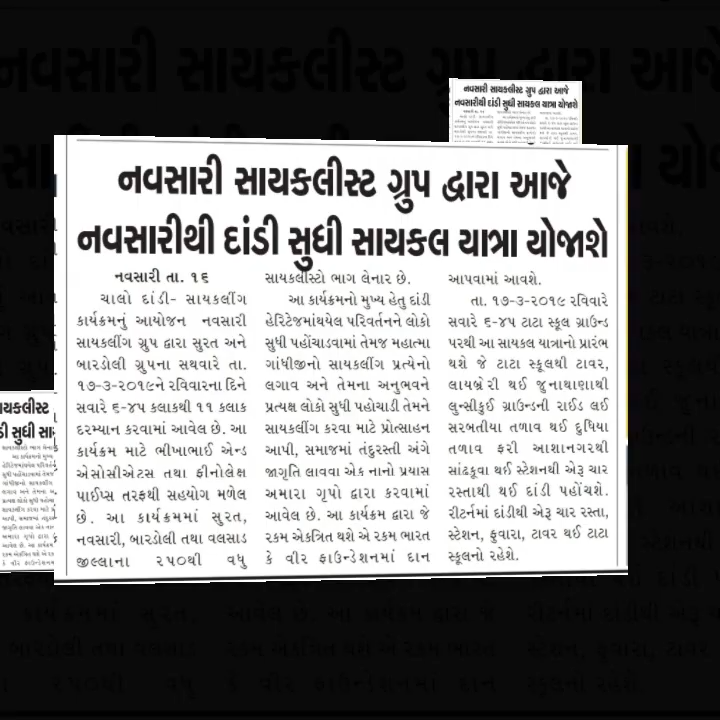 નવસારી સાયકલીસ્ટ ગ્રુપ દ્વારા આજે
નવસારીથી દાંડી સુધી સાયકલ યાત્રા યોજાશે
નવસારી સાયકલીસ્ટ ગ્રુપ દ્વારા આજે
નવસારીથી દાંડી સુધી સાયકલ યાત્રા યોજાશે
નવસારી તા. ૧૬
ચાલો દાંડી- સાયકલીંગ
કાર્યક્રમનું આયોજન નવસારી
સાયકલીંગ ગ્રુપ દ્વારા સુરત અને
બારડોલી ગ્રુપના સથવારે તા.
૧૭-૩-૨૦૧૯ને રવિવારના દિને
સવારે ૬-૪૫ કલાકથી ૧૧ કલાક
દરમ્યાન કરવામાં આવેલ છે. આ
કાર્યક્રમ માટે ભીખાભાઈ એન્ડ
એસોસીએટસ તથા ફીનોલેક્ષ
પાઈપ્સ તરફથી સહયોગ મળેલ
છે. આ કાર્યક્રમમાં સુરત,
નવસારી, બારડોલી તથા વલસાડ
જીલ્લાના ૨૫૦થી વધુ
સાયકલીસ્ટો ભાગ લેનાર છે.
આ કાર્યક્રમનો મુખ્ય હેતુ દાંડી
હેરિટેજમાંથયેલ પરિવર્તનને લોકો
સુધી પહોંચાડવામાં તેમજ મહાત્મા
ગાંધીજીનો સાયકલીંગ પ્રત્યેનો
લગાવ અને તેમના અનુભવને
પ્રત્યક્ષ લોકો સુધી પહોચાડી તેમને
સાયકલીંગ કરવા માટે પ્રોત્સાહન
આપી, સમાજમાં તંદુરસ્તી અંગે
જાગૃતિ લાવવા એક નાનો પ્રયાસ
અમારા ગૃપો દ્વારા કરવામાં
આવેલ છે. આ કાર્યક્રમ દ્વારા જે
રકમ એકત્રિત થશે એ રકમ ભારત
કે વીર ફાઉન્ડેશનમાં દાન
આપવામાં આવશે.
તા. ૧૭-૩-૨૦૧૯ રવિવારે
સવારે ૬-૪૫ ટાટા સ્કૂલ ગ્રાઉન્ડ
પરથી આ સાયકલ યાત્રાનો પ્રારંભ
થશે જે ટાટા સ્કૂલથી ટાવર,
લાયબ્રેરી થઈ જુનાથાણાથી
લુન્સીકુઈ ગ્રાઉન્ડની રાઈડ લઈ
સરબતીયા તળાવ થઈ દુધિયા
તળાવ ફરી આશાનગરથી
સાંઢકૂવા થઈ સ્ટેશનથી એરૂ ચાર
રસ્તાથી થઈ દાંડી પહોંચશે.
રીટર્નમાં દાંડીથી એરૂ ચાર રસ્તા,
સ્ટેશન, ફુવારા, ટાવર થઈ ટાટા
સ્કૂલનો રહેશે.